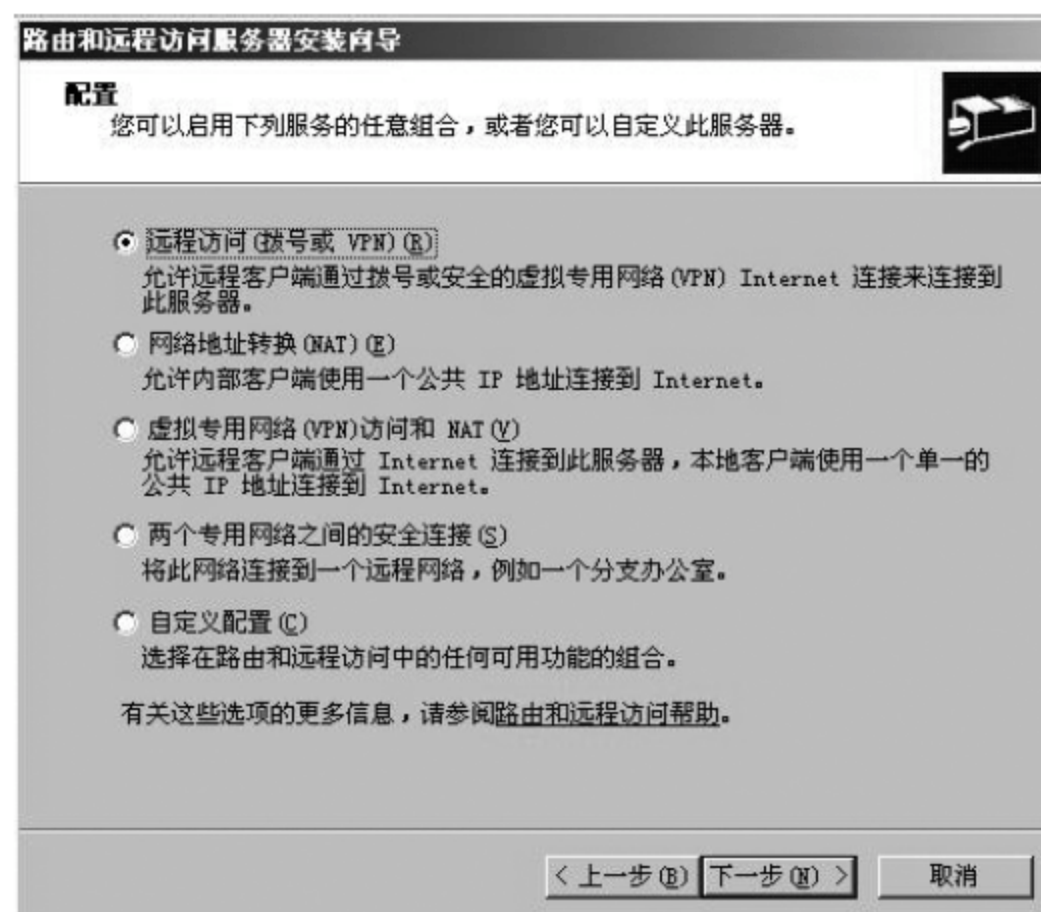 路由和远程访问服务器安装向导
配置
您可以启用下列服务的任意组合，或者您可以自定义此服务器。
远程访问(拨号或 VPN)(R)
允许远程客户端通过拨号或安全的虚拟专用网络(VPN) Internet 连接来连接到
此服务器。
网络地址转换(NAT)(E)
允许内部客户端使用一个公共 IP 地址连接到 Internet。
虚拟专用网络(VPN)访问和 NAT(V)
允许远程客户端通过 Internet 连接到此服务器，本地客户端使用一个单一的
公共 IP 地址连接到 Internet。
两个专用网络之间的安全连接(S)
将此网络连接到一个远程网络，例如一个分支办公室。
自定义配置(C)
选择在路由和远程访问中的任何可用功能的组合。
有关这些选项的更多信息，请参阅路由和远程访问帮助。
< 上一步(B) 下一步(N) > 取消